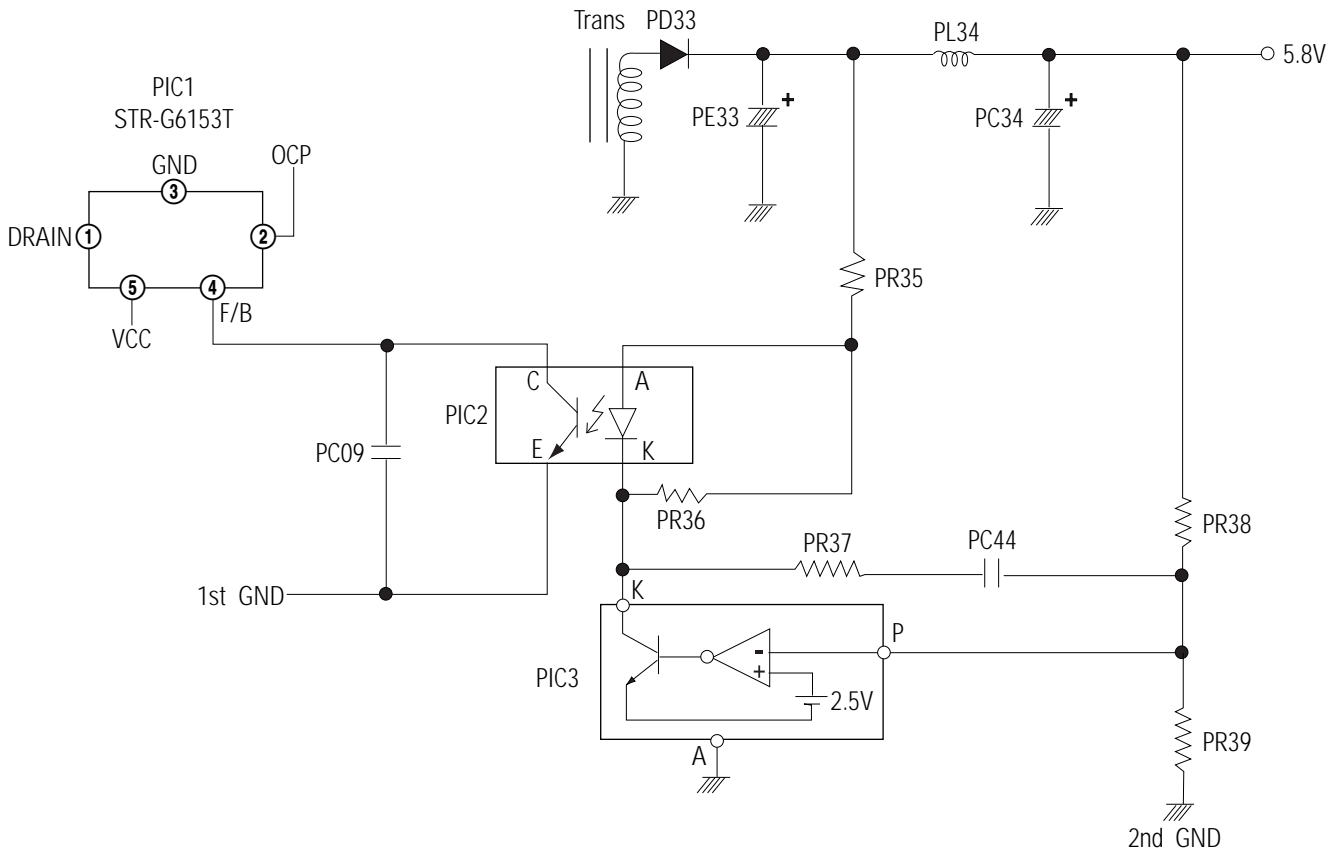 Trans
PD33
PL34
5.8V
PIC1
STR-G6153T
PE33
+
PC34
+
GND
OCP
3
DRAIN
1
2
5
4
F/B
VCC
PR35
C
A
PIC2
E
K
PC09
PR36
PR38
PR37
PC44
1st GND
K
P
-
+
PIC3
2.5V
A
PR39
2nd GND